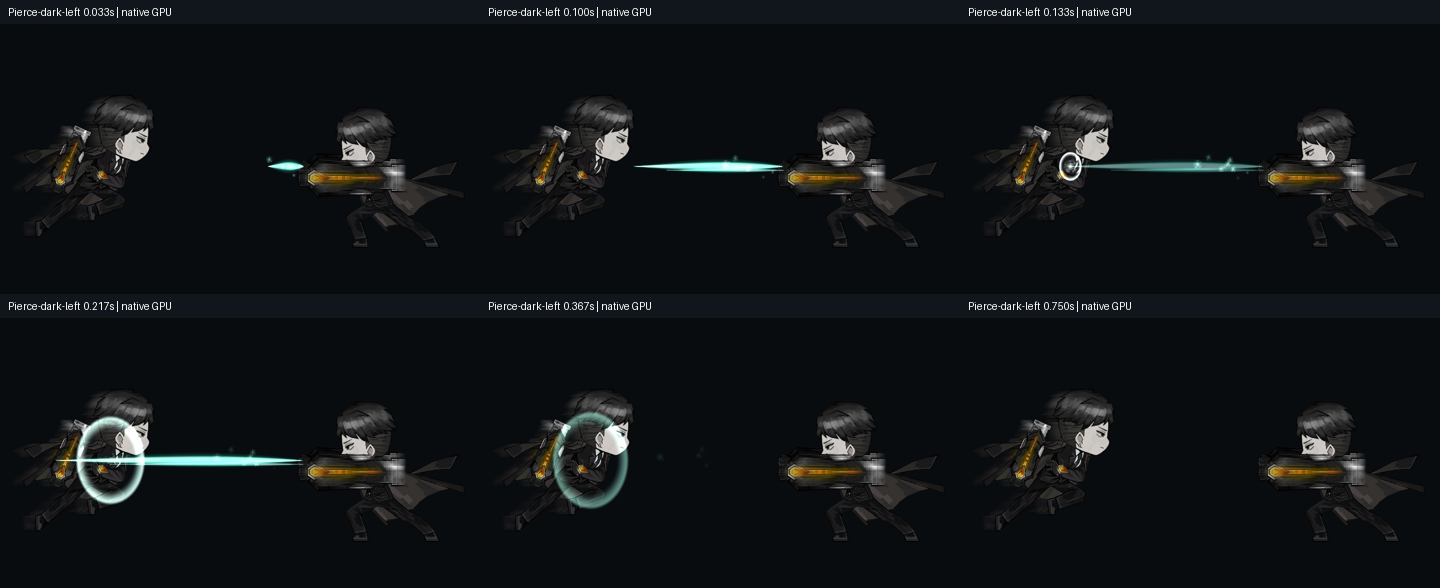 Pierce-dark-left 0.033s | native GPU
Pierce-dark-left 0.100s | native GPU
Pierce-dark-left 0.133s | native GPU
Pierce-dark-left 0.217s | native GPU
Pierce-dark-left 0.367s | native GPU
Pierce-dark-left 0.750s | native GPU